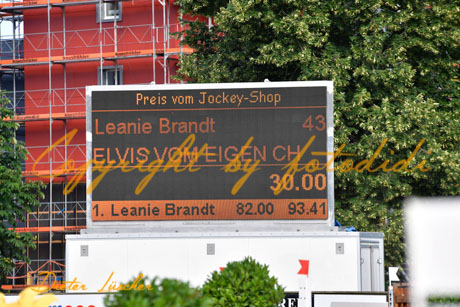 Preis vom Jockey-Shop
Leanie Brandt 43
ELVIS VOM EIGEN CH
30.00
1. Leanie Brandt 82.00 93.41
Copyright by fotodidi
Dieter Lüscher